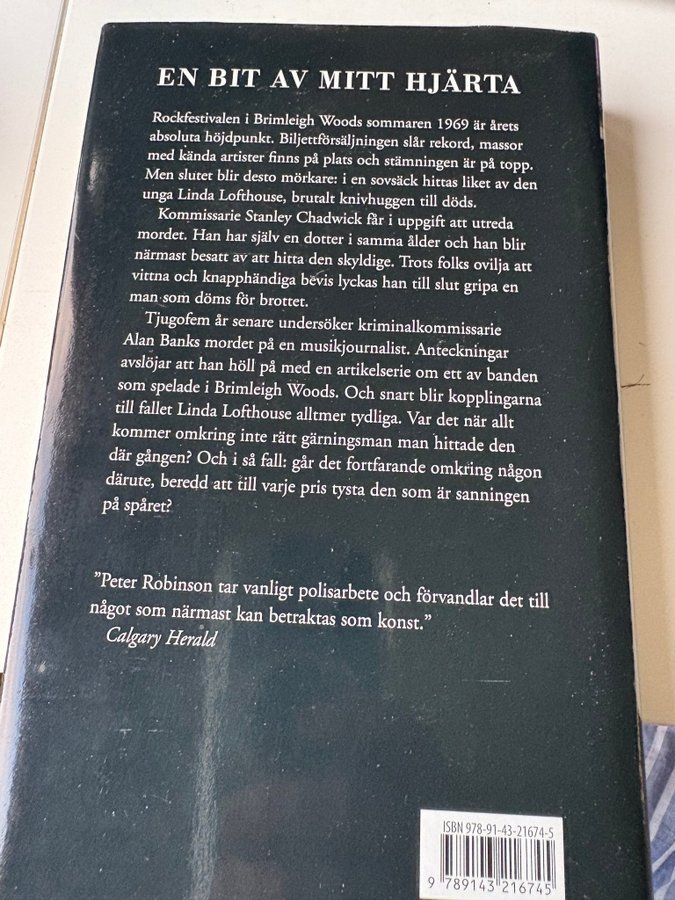 EN BIT AV MITT HJÄRTA
Rockfestivalen i Brimleigh Woods sommaren 1969 är årets
absoluta höjdpunkt. Biljettförsäljningen slår rekord, massor
med kända artister finns på plats och stämningen är på topp.
Men slutet blir desto mörkare: i en sovsäck hittas liket av den
unga Linda Lofthouse, brutalt knivhuggen till döds.
Kommissarie Stanley Chadwick får i uppgift att utreda
mordet. Han har själv en dotter i samma ålder och han blir
närmast besatt av att hitta den skyldige. Trots folks ovilja att
vittna och knapphändiga bevis lyckas han till slut gripa en
man som döms för brottet.
Tjugofem år senare undersöker kriminalkommissarie
Alan Banks mordet på en musikjournalist. Anteckningar
avslöjar att han höll på med en artikelserie om ett av banden
som spelade i Brimleigh Woods. Och snart blir kopplingarna
till fallet Linda Lofthouse alltmer tydliga. Var det när allt
kommer omkring inte rätt gärningsman man hittade den
där gången? Och i så fall: går det fortfarande omkring någon
därute, beredd att till varje pris tysta den som är sanningen
på spåret?
”Peter Robinson tar vanligt polisarbete och förvandlar det till
något som närmast kan betraktas som konst.”
Calgary Herald
ISBN 978-91-43-21674-5
9 789143 216745